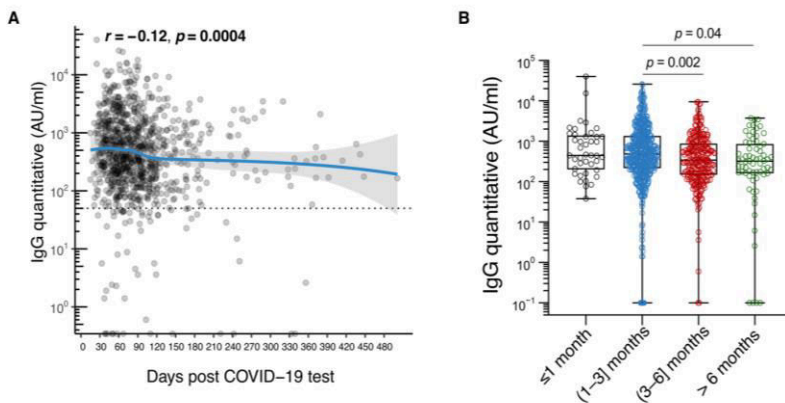 A
r = −0.12, p = 0.0004
10⁴
10³
10²
10¹
10⁰
IgG quantitative (AU/ml)
0 30 60 90 120 150 180 210 240 270 300 330 360 390 420 450 480
Days post COVID−19 test
B
p = 0.04
p = 0.002
10⁵
10⁴
10³
10²
10¹
10⁰
10⁻¹
IgG quantitative (AU/ml)
≤1 month
(1−3] months
(3−6] months
> 6 months